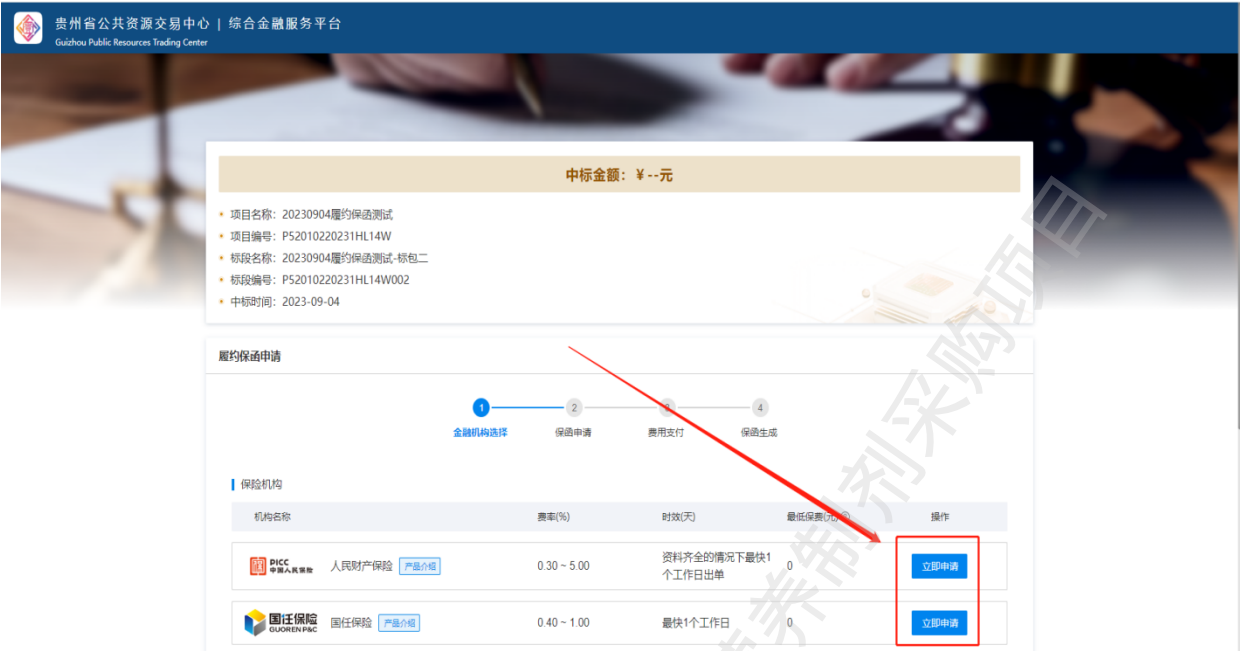 贵州省公共资源交易中心 | 综合金融服务平台
Guizhou Public Resources Trading Center
中标金额：¥ --元
项目名称：20230904履约保函测试
项目编号：P52010220231HL14W
标段名称：20230904履约保函测试-标包二
标段编号：P52010220231HL14W002
中标时间：2023-09-04
履约保函申请
1 2 3 4
金融机构选择 保函申请 费用支付 保函生成
保险机构
机构名称 费率(%) 时效(天) 最低保费(元) 操作
PICC 中国人民保险 人民财产保险 产品介绍 0.30 ~ 5.00 资料齐全的情况下最快1个工作日出单 0 立即申请
国任保险 GUOREN P&C 国任保险 产品介绍 0.40 ~ 1.00 最快1个工作日 0 立即申请
养制剂采购项目